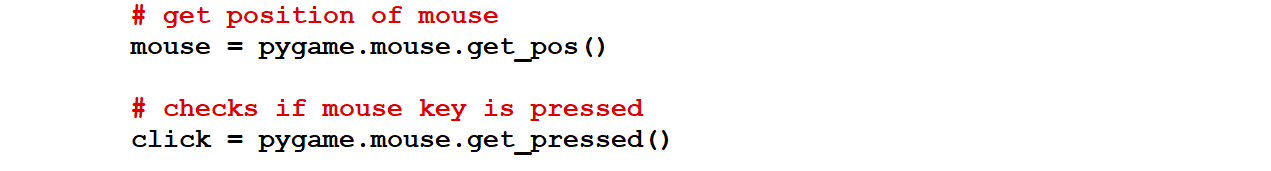 # get position of mouse
mouse = pygame.mouse.get_pos()
# checks if mouse key is pressed
click = pygame.mouse.get_pressed()